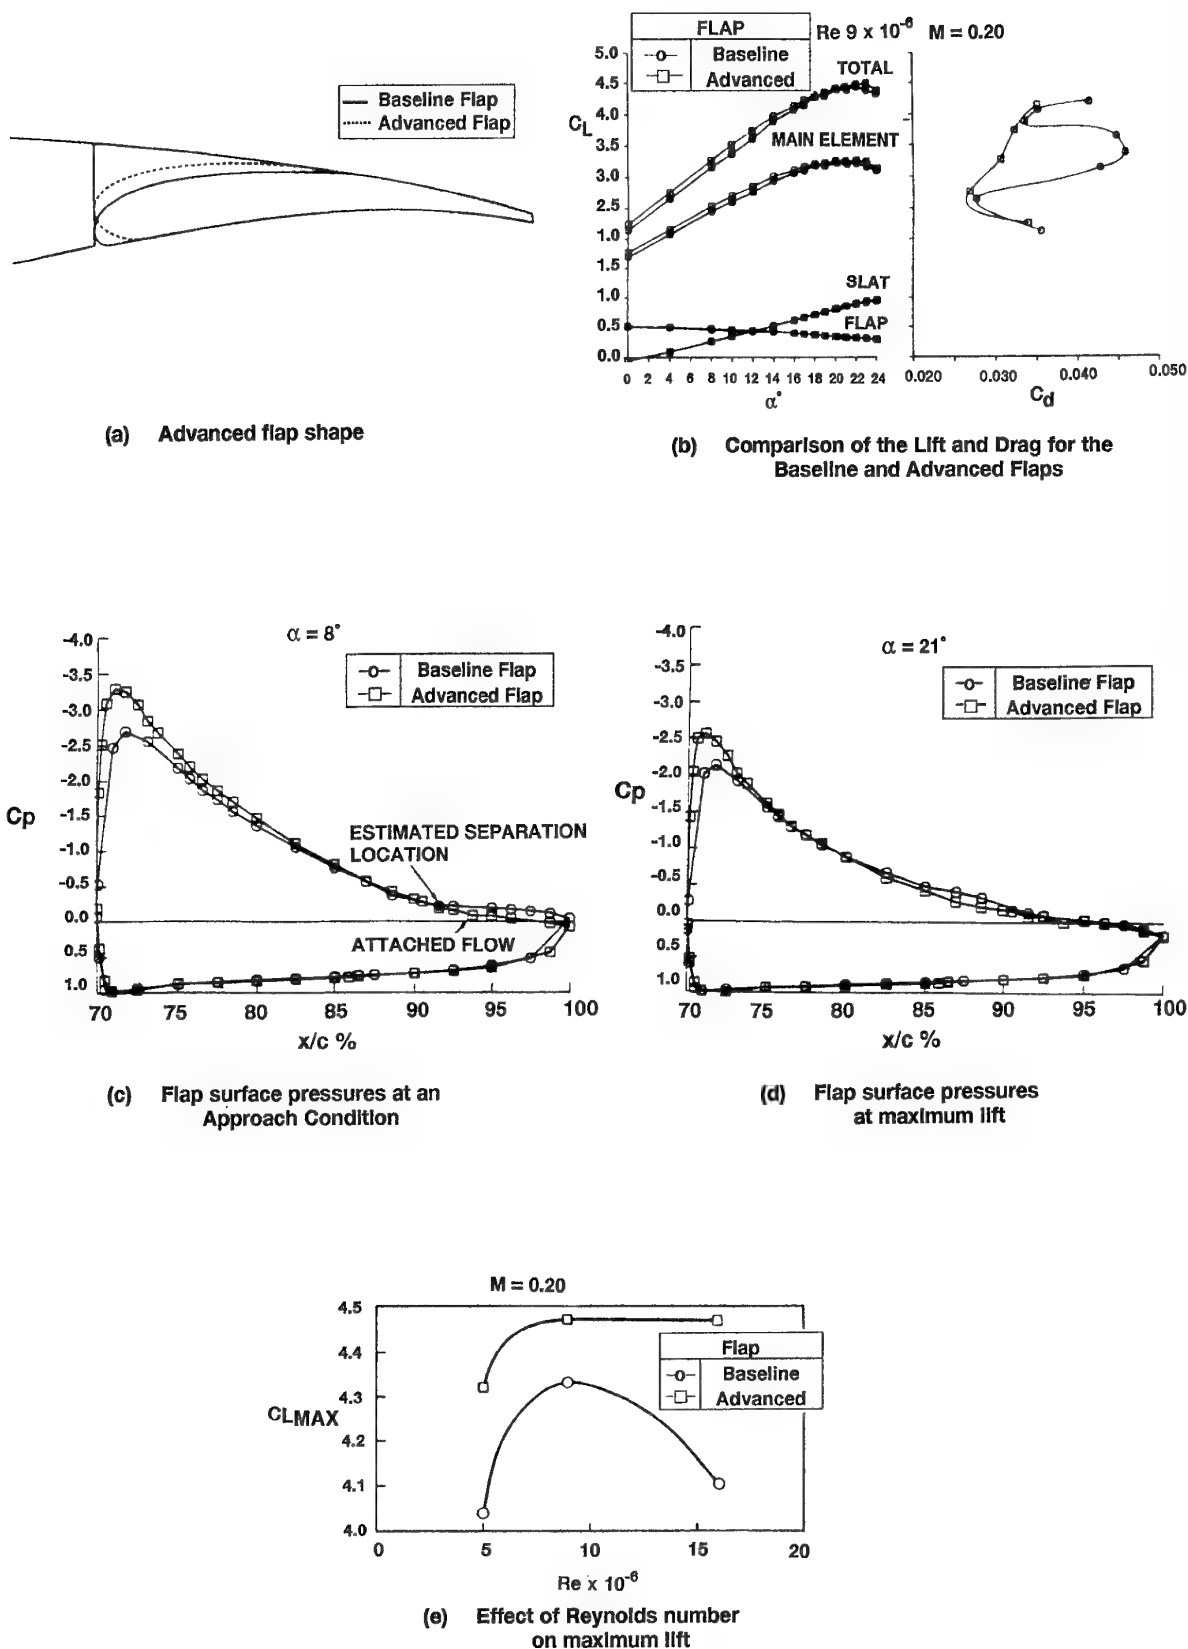 Baseline Flap
Advanced Flap
(a) Advanced flap shape
FLAP
Baseline
Advanced
Re 9 x 10⁻⁶ M = 0.20
5.0
4.5
4.0
3.5
3.0
2.5
2.0
1.0
1.5
1.0
0.5
0.0
CL
TOTAL
MAIN ELEMENT
SLAT
FLAP
0 2 4 6 8 10 12 14 16 18 20 22 24
α°
0.020 0.030 0.040 0.050
Cd
(b) Comparison of the Lift and Drag for the
Baseline and Advanced Flaps
α = 8°
Baseline Flap
Advanced Flap
-4.0
-3.5
-3.0
-2.5
-2.0
-1.5
-1.0
-0.5
0.0
0.5
1.0
Cp
ESTIMATED SEPARATION
LOCATION
ATTACHED FLOW
70 75 80 85 90 95 100
x/c %
(c) Flap surface pressures at an
Approach Condition
α = 21°
Baseline Flap
Advanced Flap
-4.0
-3.5
-3.0
-2.5
-2.0
-1.5
-1.0
-0.5
0.0
0.5
1.0
Cp
70 75 80 85 90 95 100
x/c %
(d) Flap surface pressures
at maximum lift
M = 0.20
4.5
4.4
4.3
4.2
4.1
4.0
CLMAX
Flap
Baseline
Advanced
0 5 10 15 20
Re x 10⁻⁶
(e) Effect of Reynolds number
on maximum lift